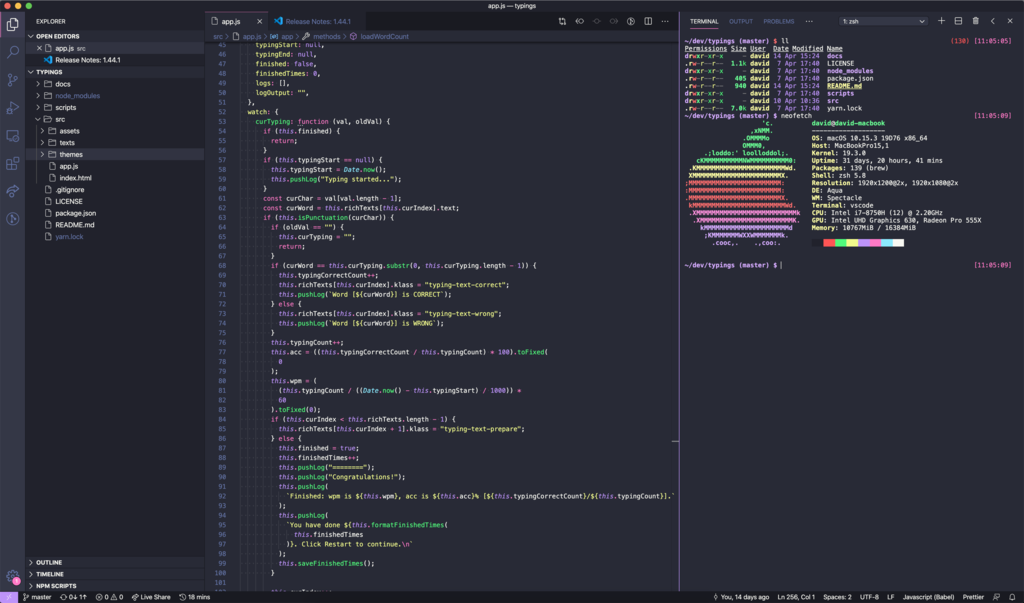 app.js — typings
EXPLORER
OPEN EDITORS
app.js src
Release Notes: 1.44.1
TYPINGS
docs
node_modules
scripts
src
assets
texts
themes
app.js
index.html
.gitignore
LICENSE
package.json
README.md
yarn.lock
OUTLINE
TIMELINE
NPM SCRIPTS
app.js
Release Notes: 1.44.1
src > app.js > app > methods > loadWordCount
45 typingStart: null,
46 typingEnd: null,
47 finished: false,
48 finishedTimes: 0,
49 logs: [],
50 logOutput: "",
51 },
52 watch: {
53 curTyping: function (val, oldVal) {
54 if (this.finished) {
55 return;
56 }
57 if (this.typingStart == null) {
58 this.typingStart = Date.now();
59 this.pushLog("Typing started...");
60 }
61 const curChar = val[val.length - 1];
62 const curWord = this.richTexts[this.curIndex].text;
63 if (this.isPunctuation(curChar)) {
64 if (oldVal == "") {
65 this.curTyping = "";
66 return;
67 }
68 if (curWord == this.curTyping.substr(0, this.curTyping.length - 1)) {
69 this.typingCorrectCount++;
70 this.richTexts[this.curIndex].klass = "typing-text-correct";
71 this.pushLog(`Word [${curWord}] is CORRECT`);
72 } else {
73 this.richTexts[this.curIndex].klass = "typing-text-wrong";
74 this.pushLog(`Word [${curWord}] is WRONG`);
75 }
76 this.typingCount++;
77 this.acc = ((this.typingCorrectCount / this.typingCount) * 100).toFixed(
78 0
79 );
80 this.wpm = (
81 (this.typingCount / ((Date.now() - this.typingStart) / 1000)) *
82 60
83 ).toFixed(0);
84 if (this.curIndex < this.richTexts.length - 1) {
85 this.richTexts[this.curIndex + 1].klass = "typing-text-prepare";
86 } else {
87 this.finished = true;
88 this.finishedTimes++;
89 this.pushLog("========");
90 this.pushLog("Congratulations!");
91 this.pushLog(
92 `Finished: wpm is ${this.wpm}, acc is ${this.acc}% [${this.typingCorrectCount}/${this.typingCount}].`
93 );
94 this.pushLog(
95 `You have done ${this.formatFinishedTimes(
96 this.finishedTimes
97 )}. Click Restart to continue.\n`
98 );
99 this.saveFinishedTimes();
100 }
101
TERMINAL OUTPUT PROBLEMS ··· 1: zsh
~/dev/typings (master) $ ll (130) [11:05:05]
Permissions Size User Date Modified Name
drwxr-xr-x - david 14 Apr 15:24 docs
.rw-r--r-- 1.1k david 7 Apr 17:40 LICENSE
drwxr-xr-x - david 7 Apr 17:40 node_modules
.rw-r--r-- 405 david 7 Apr 17:40 package.json
.rw-r--r-- 940 david 14 Apr 15:24 README.md
drwxr-xr-x - david 7 Apr 17:40 scripts
drwxr-xr-x - david 10 Apr 10:36 src
.rw-r--r-- 7.0k david 7 Apr 17:40 yarn.lock
~/dev/typings (master) $ neofetch [11:05:09]
david@david-macbook
OS: macOS 10.15.3 19D76 x86_64
Host: MacBookPro15,1
Kernel: 19.3.0
Uptime: 31 days, 20 hours, 41 mins
Packages: 139 (brew)
Shell: zsh 5.8
Resolution: 1920x1200@2x, 1920x1080@2x
DE: Aqua
WM: Spectacle
Terminal: vscode
CPU: Intel i7-8750H (12) @ 2.20GHz
GPU: Intel UHD Graphics 630, Radeon Pro 555X
Memory: 10767MiB / 16384MiB
~/dev/typings (master) $ [11:05:09]
master 0↓ 1↑ 0 0 Live Share 18 mins
You, 14 days ago Ln 256, Col 1 Spaces: 2 UTF-8 LF Javascript (Babel) Prettier